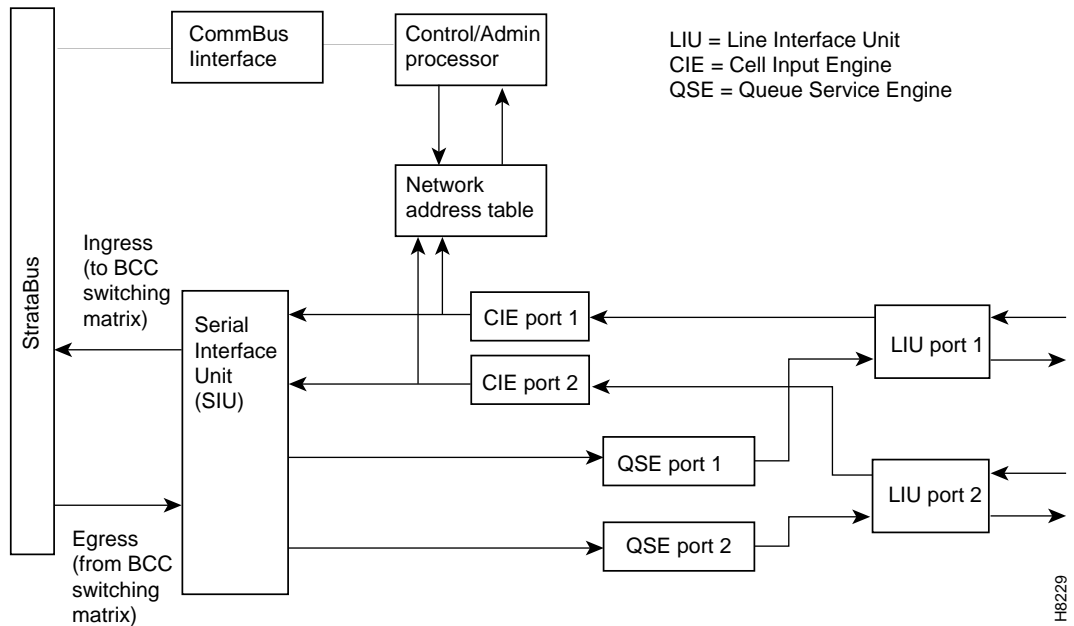 CommBus
Iinterface
Control/Admin
processor
LIU = Line Interface Unit
CIE = Cell Input Engine
QSE = Queue Service Engine
Network
address table
StrataBus
Ingress
(to BCC
switching
matrix)
Serial
Interface
Unit
(SIU)
CIE port 1
CIE port 2
LIU port 1
QSE port 1
LIU port 2
QSE port 2
Egress
(from BCC
switching
matrix)
H8229